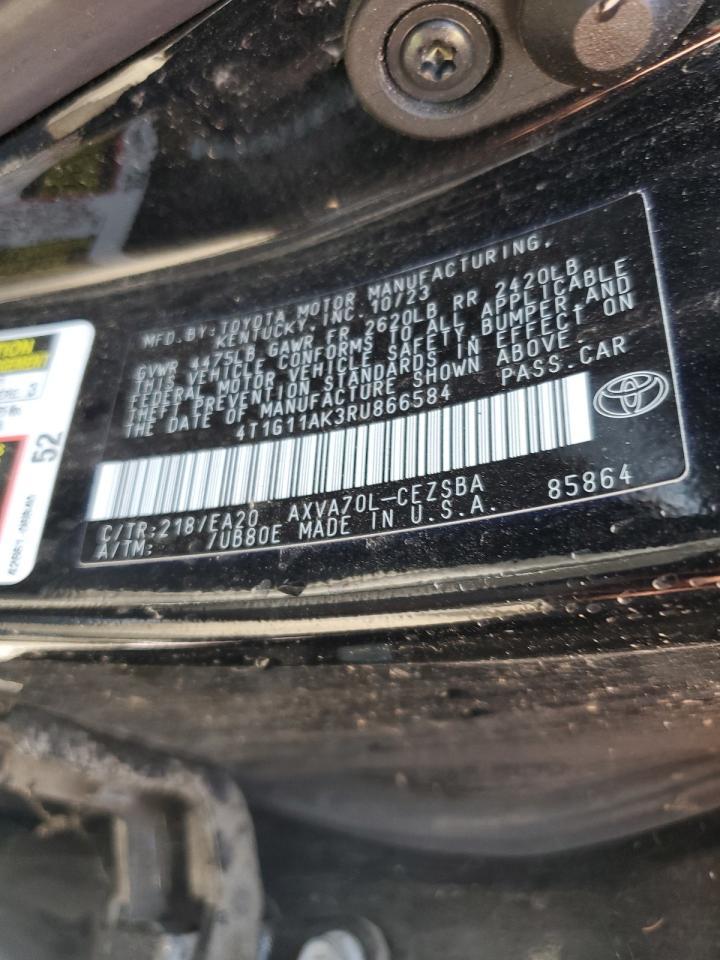 MFD.BY:TOYOTA MOTOR MANUFACTURING,
KENTUCKY, INC. 10/23
GVWR 4475LB GAWR FR 2620LB RR 2420LB
THIS VEHICLE CONFORMS TO ALL APPLICABLE
FEDERAL MOTOR VEHICLE SAFETY,BUMPER,AND
THEFT PREVENTION STANDARDS IN EFFECT ON
THE DATE OF MANUFACTURE SHOWN ABOVE.
4T1G11AK3RU866584 PASS.CAR
C/TR:218/EA20 AXVA70L-CEZSBA 85864
A/TM: /UB80E MADE IN U.S.A.
52